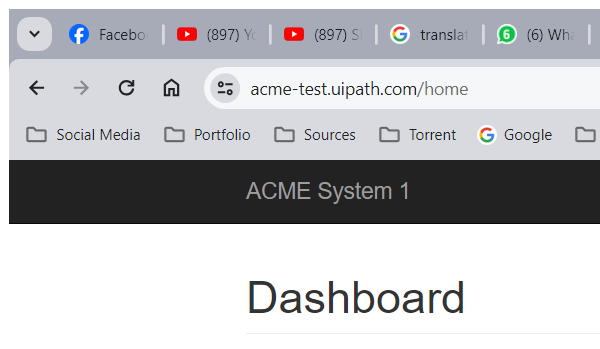 Facebo (897) Yo (897) S translat (6) Wha
acme-test.uipath.com/home
Social Media Portfolio Sources Torrent Google
ACME System 1
Dashboard